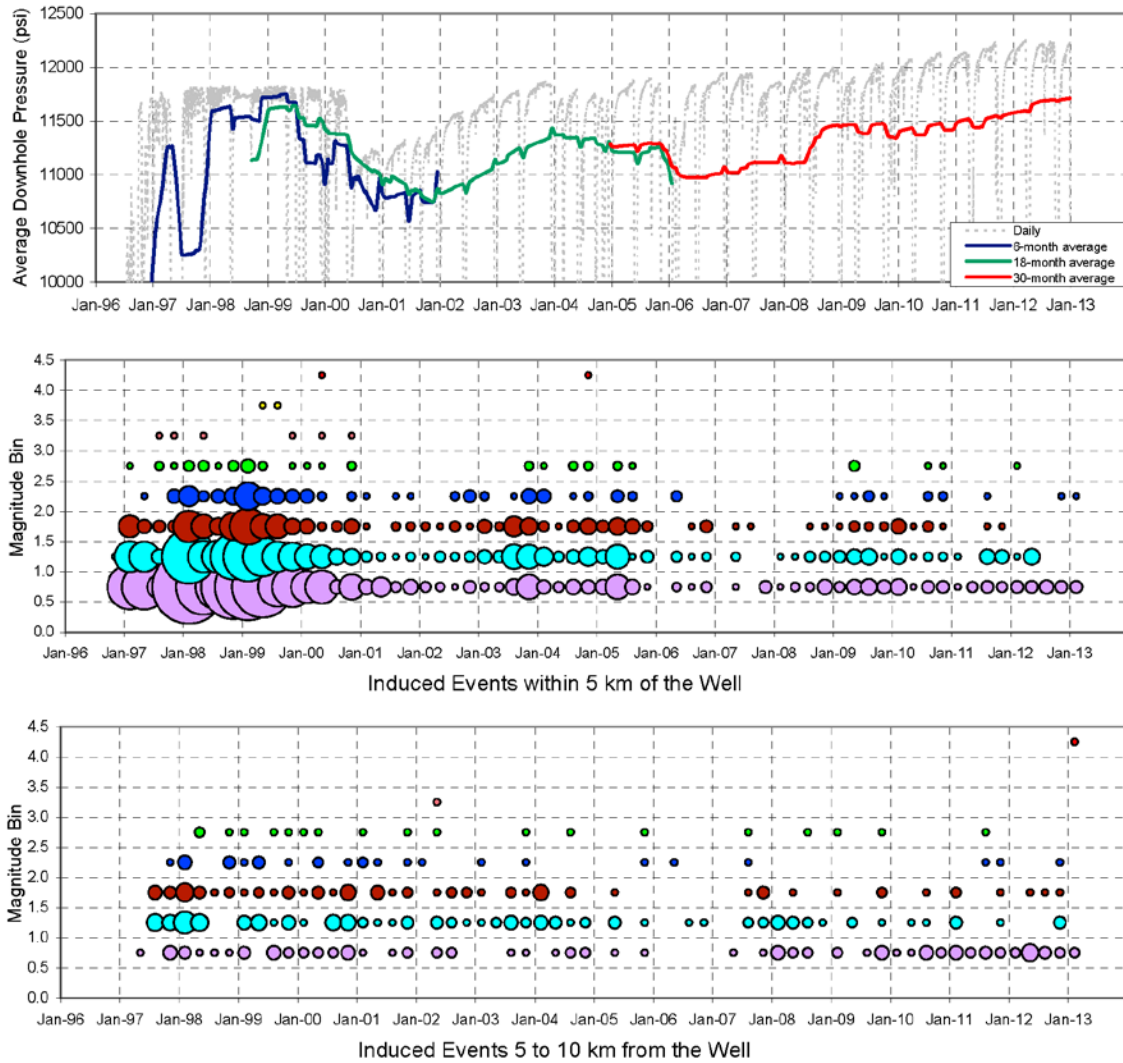 Average Downhole Pressure (psi)
12500
12000
11500
11000
10500
10000
Daily
6-month average
18-month average
30-month average
Jan-96 Jan-97 Jan-98 Jan-99 Jan-00 Jan-01 Jan-02 Jan-03 Jan-04 Jan-05 Jan-06 Jan-07 Jan-08 Jan-09 Jan-10 Jan-11 Jan-12 Jan-13
Magnitude Bin
4.5
4.0
3.5
3.0
2.5
2.0
1.5
1.0
0.5
0.0
Jan-96 Jan-97 Jan-98 Jan-99 Jan-00 Jan-01 Jan-02 Jan-03 Jan-04 Jan-05 Jan-06 Jan-07 Jan-08 Jan-09 Jan-10 Jan-11 Jan-12 Jan-13
Induced Events within 5 km of the Well
Magnitude Bin
4.5
4.0
3.5
3.0
2.5
2.0
1.5
1.0
0.5
0.0
Jan-96 Jan-97 Jan-98 Jan-99 Jan-00 Jan-01 Jan-02 Jan-03 Jan-04 Jan-05 Jan-06 Jan-07 Jan-08 Jan-09 Jan-10 Jan-11 Jan-12 Jan-13
Induced Events 5 to 10 km from the Well